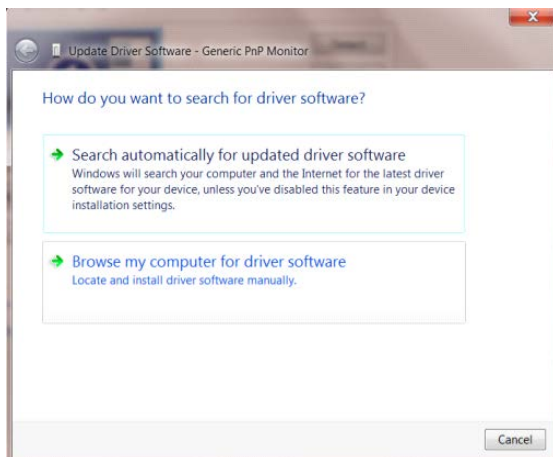 Update Driver Software - Generic PnP Monitor
How do you want to search for driver software?
Search automatically for updated driver software
Windows will search your computer and the Internet for the latest driver
software for your device, unless you've disabled this feature in your device
installation settings.
Browse my computer for driver software
Locate and install driver software manually.
Cancel